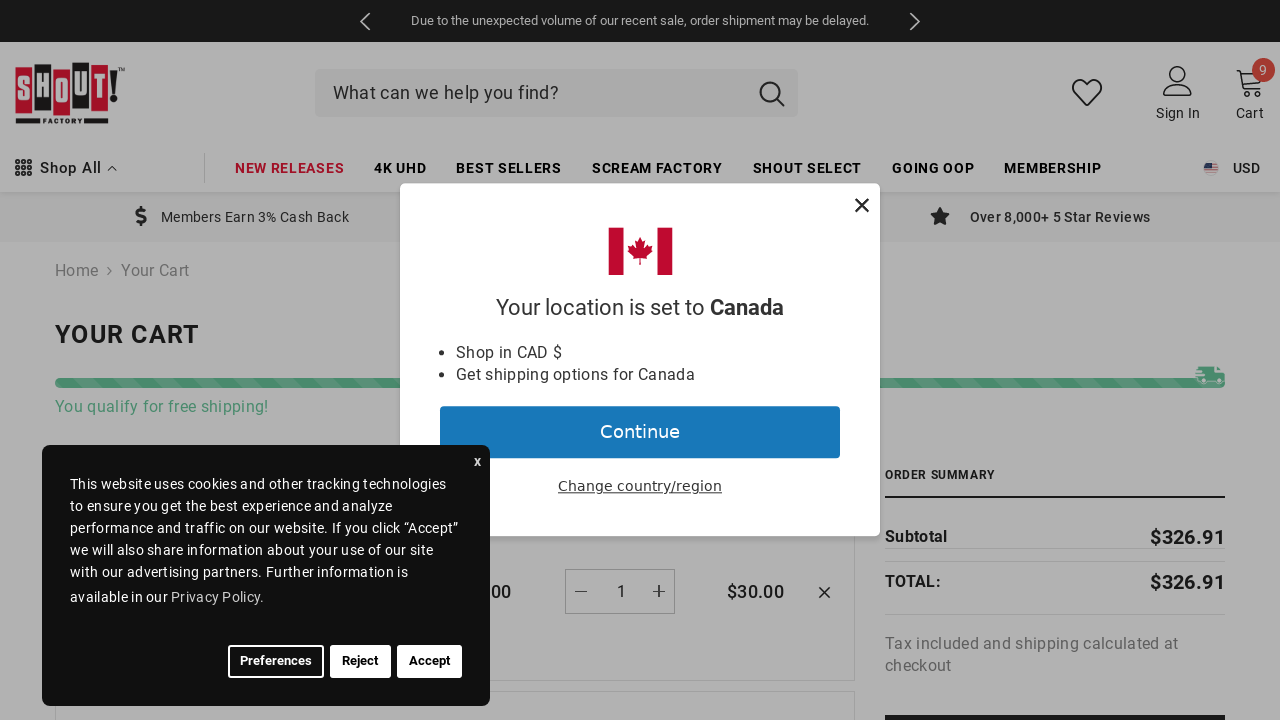 Due to the unexpected volume of our recent sale, order shipment may be delayed.
SHOUT!™
FACTORY
What can we help you find?
Sign In
9
Cart
Shop All
NEW RELEASES
4K UHD
BEST SELLERS
SCREAM FACTORY
SHOUT SELECT
GOING OOP
MEMBERSHIP
USD
$ Members Earn 3% Cash Back
Over 8,000+ 5 Star Reviews
Home > Your Cart
YOUR CART
You qualify for free shipping!
Your location is set to Canada
• Shop in CAD $
• Get shipping options for Canada
Continue
Change country/region
x
This website uses cookies and other tracking technologies
to ensure you get the best experience and analyze
performance and traffic on our website. If you click “Accept”
we will also share information about your use of our site
with our advertising partners. Further information is
available in our Privacy Policy.
Preferences
Reject
Accept
1
$30.00
ORDER SUMMARY
Subtotal $326.91
TOTAL: $326.91
Tax included and shipping calculated at
checkout